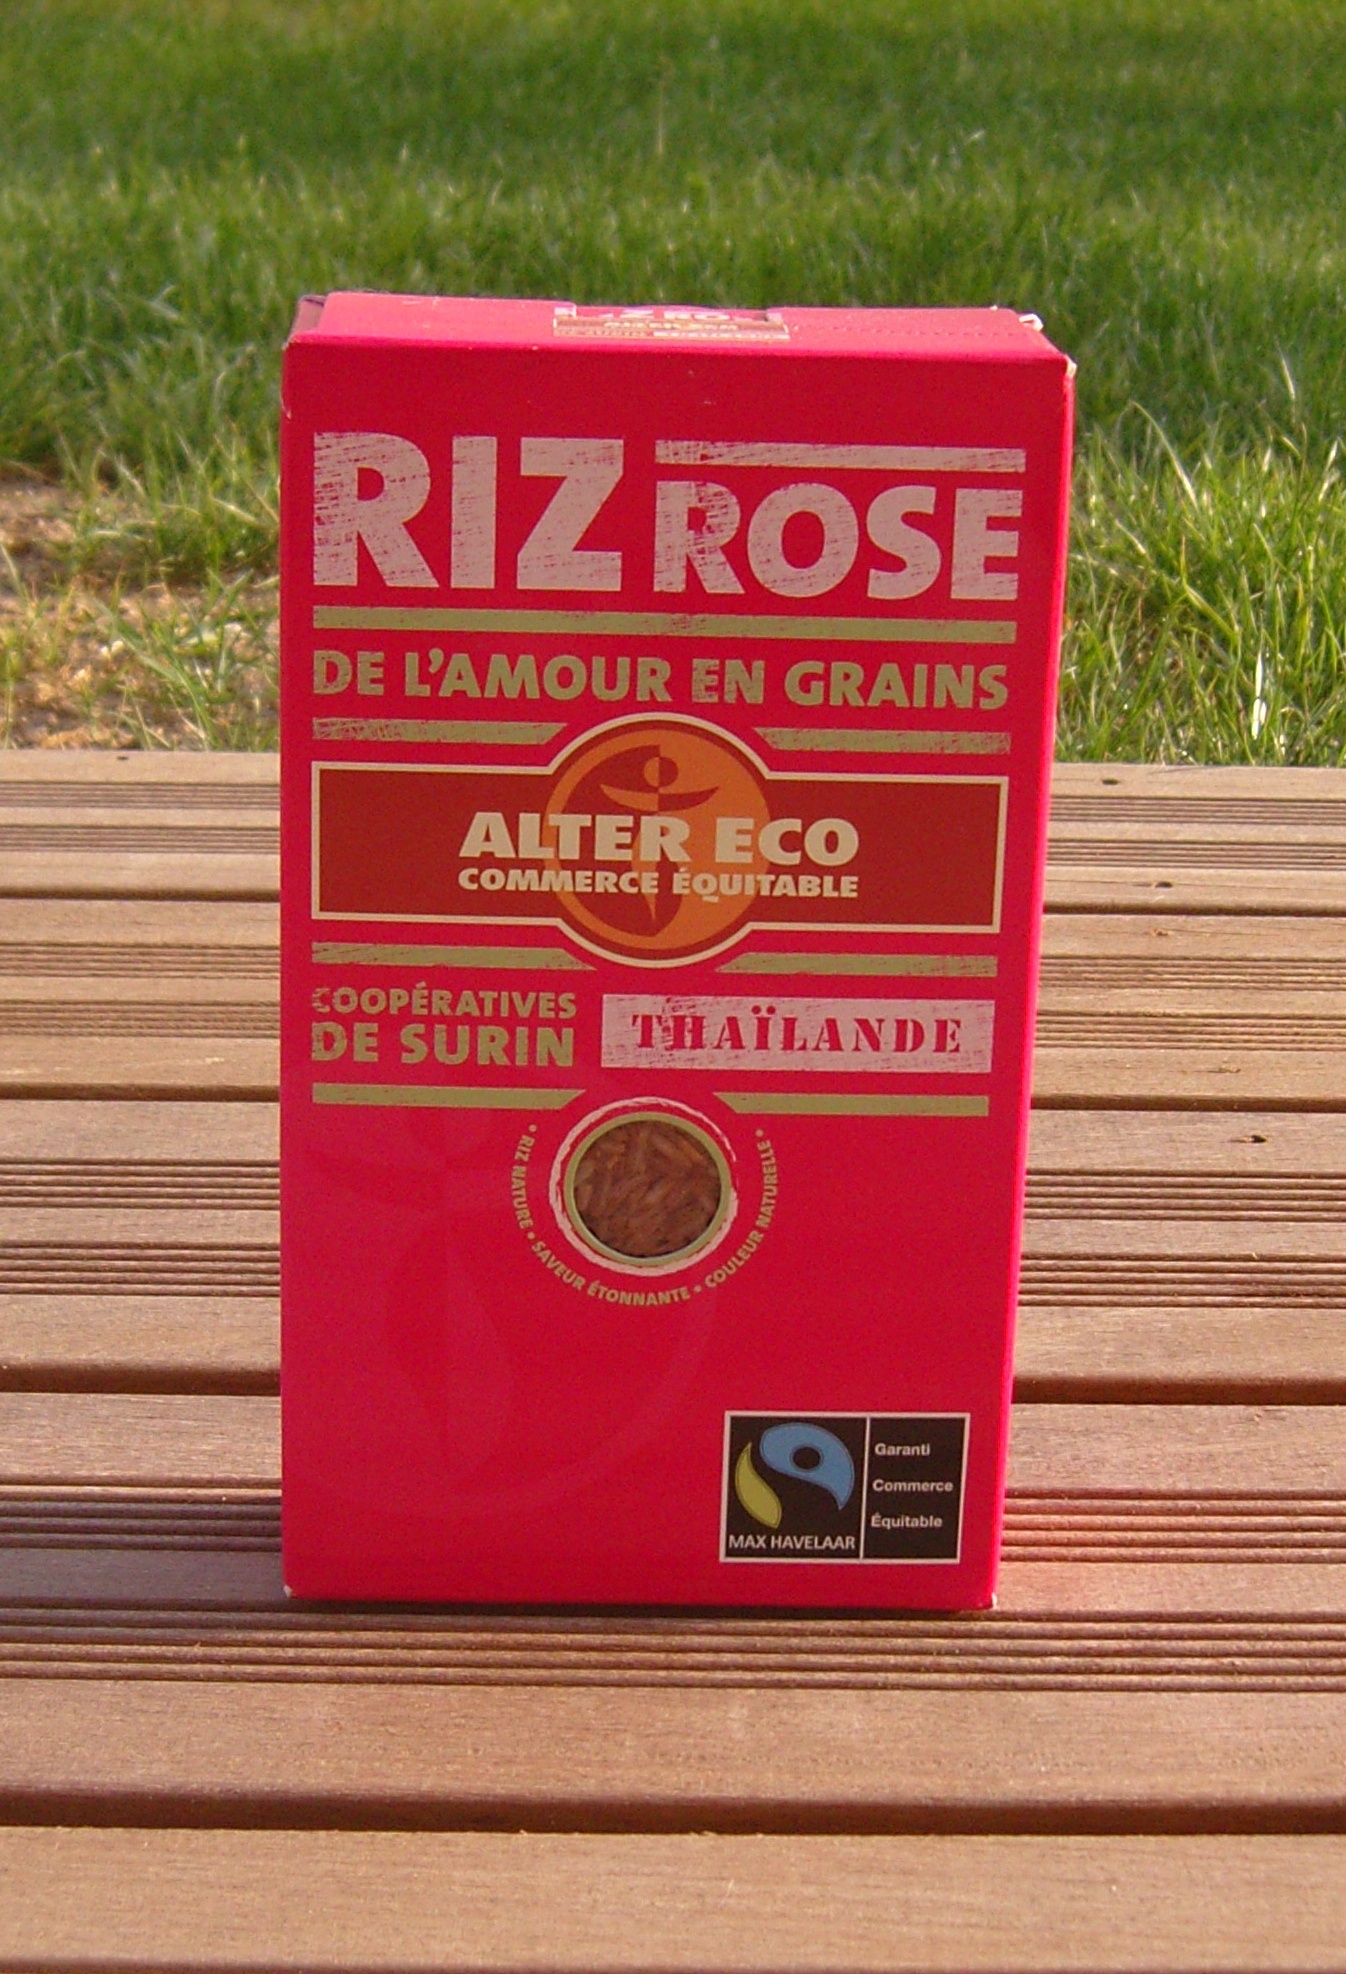 RIZ ROSE
DE L'AMOUR EN GRAINS
ALTER ECO
COMMERCE ÉQUITABLE
COOPÉRATIVES
DE SURIN
THAÏLANDE
• RIZ NATURE • SAVEUR ÉTONNANTE • COULEUR NATURELLE •
MAX HAVELAAR
Garanti
Commerce
Équitable